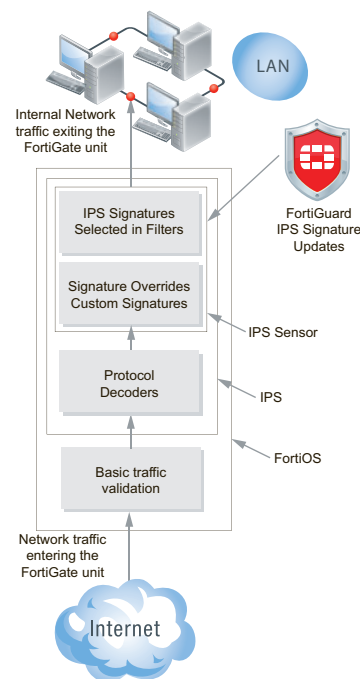 LAN
Internal Network
traffic exiting the
FortiGate unit
IPS Signatures
Selected in Filters
FortiGuard
IPS Signature
Updates
Signature Overrides
Custom Signatures
IPS Sensor
Protocol
Decoders
IPS
FortiOS
Basic traffic
validation
Network traffic
entering the
FortiGate unit
Internet